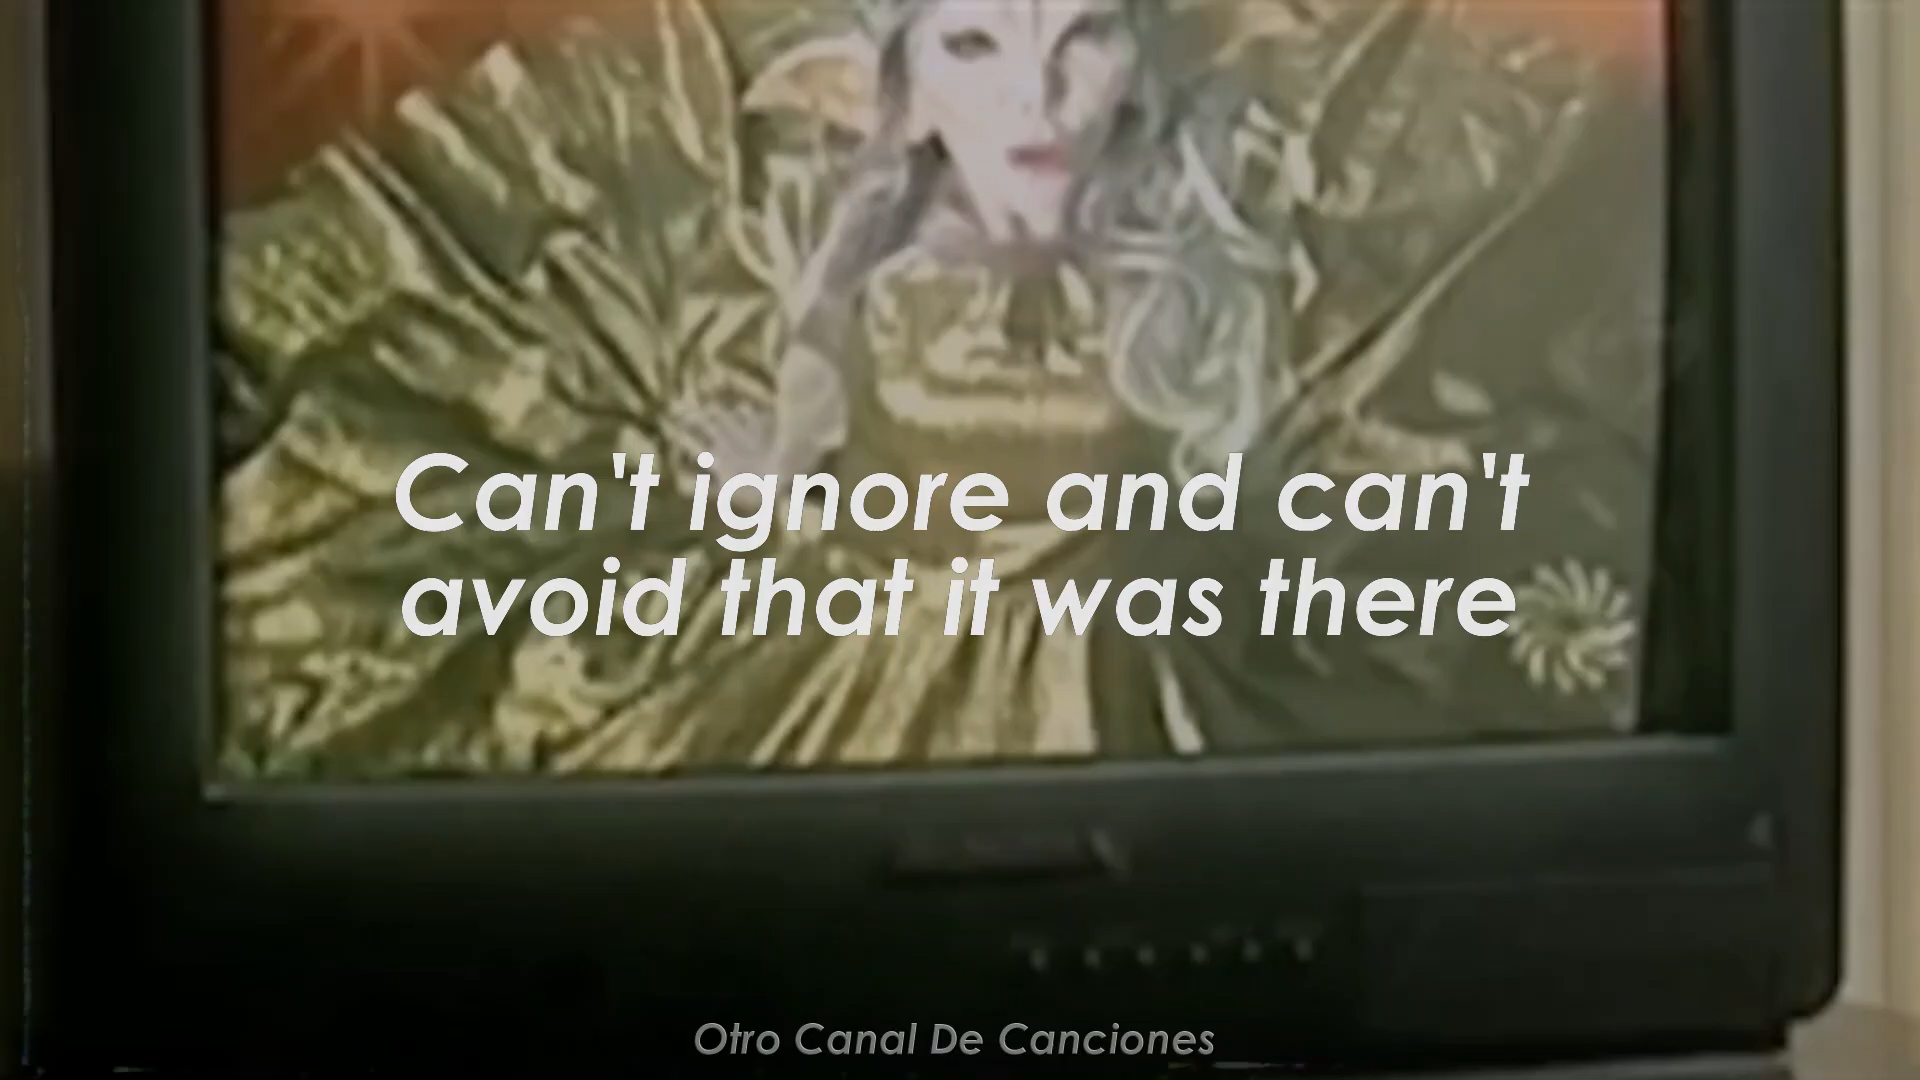 Can't ignore and can't
avoid that it was there
Otro Canal De Canciones